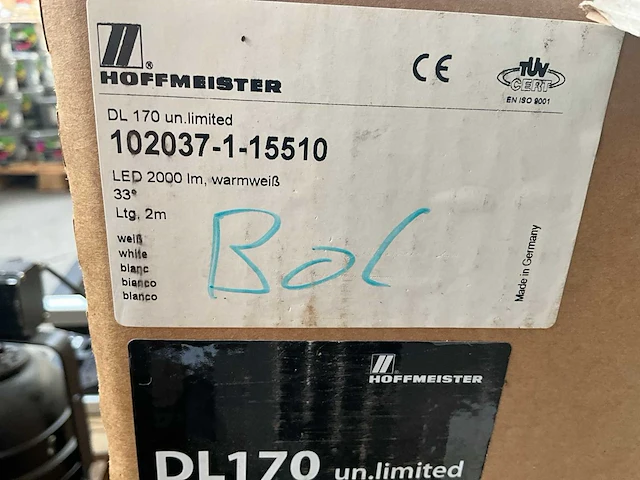 HOFFMEISTER
®
CE
TÜV
CERT
EN ISO 9001
DL 170 un.limited
102037-1-15510
LED 2000 lm, warmweiß
33°
Ltg, 2m
weiß
white
blanc
bianco
blanco
Bol
Made in Germany
HOFFMEISTER
DL170 un.limited